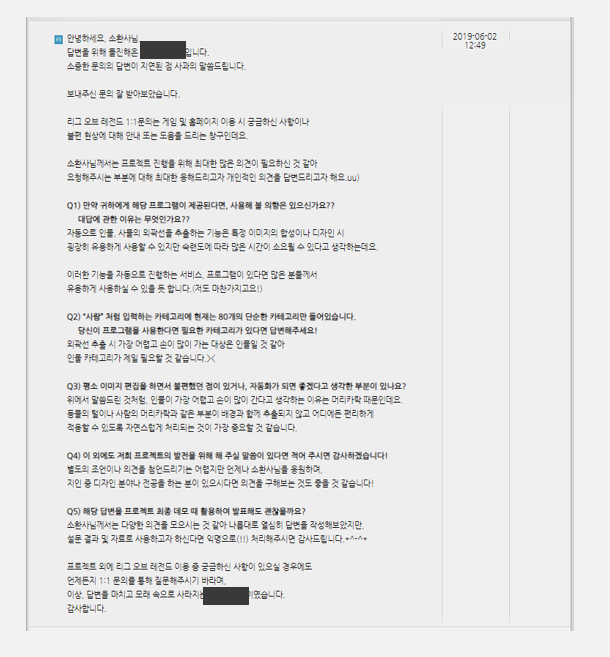 안녕하세요, 소환사님
2019-06-02
12:49
답변을 위해 돌진해온 입니다.
소중한 문의의 답변이 지연된 점 사과의 말씀드립니다.
보내주신 문의 잘 받아보았습니다.
리그 오브 레전드 1:1문의는 게임 및 홈페이지 이용 시 궁금하신 사항이나
불편 현상에 대해 안내 또는 도움을 드리는 창구인데요.
소환사님께서는 프로젝트 진행을 위해 최대한 많은 의견이 필요하신 것 같아
요청해주시는 부분에 대해 최대한 응해드리고자 개인적인 의견을 답변드리고자 해요.uu)
Q1) 만약 귀하에게 해당 프로그램이 제공된다면, 사용해 볼 의향은 있으신가요??
대답에 관한 이유는 무엇인가요??
자동으로 인물, 사물의 외곽선을 추출하는 기능은 특정 이미지의 합성이나 디자인 시
굉장히 유용하게 사용할 수 있지만 숙련도에 따라 많은 시간이 소요될 수 있다고 생각하는데요.
이러한 기능을 자동으로 진행하는 서비스, 프로그램이 있다면 많은 분들께서
유용하게 사용하실 수 있을 듯 합니다.(저도 마찬가지고요!)
Q2) "사람" 처럼 입력하는 카테고리에 현재는 80개의 단순한 카테고리만 들어있습니다.
당신이 프로그램을 사용한다면 필요한 카테고리가 있다면 답변해주세요!
외곽선 추출 시 가장 어렵고 손이 많이 가는 대상은 인물일 것 같아
인물 카테고리가 제일 필요할 것 같습니다.><
Q3) 평소 이미지 편집을 하면서 불편했던 점이 있거나, 자동화가 되면 좋겠다고 생각한 부분이 있나요?
위에서 말씀드린 것처럼, 인물이 가장 어렵고 손이 많이 간다고 생각하는 이유는 머리카락 때문인데요.
동물의 털이나 사람의 머리카락과 같은 부분이 배경과 함께 추출되지 않고 어디에든 편리하게
적용할 수 있도록 자연스럽게 처리되는 것이 가장 중요할 것 같습니다.
Q4) 이 외에도 저희 프로젝트의 발전을 위해 해 주실 말씀이 있다면 적어 주시면 감사하겠습니다!
별도의 조언이나 의견을 첨언드리기는 어렵지만 언제나 소환사님을 응원하며,
지인 중 디자인 분야나 전공을 하는 분이 있으시다면 의견을 구해보는 것도 좋을 것 같습니다!
Q5) 해당 답변을 프로젝트 최종 데모 때 활용하여 발표해도 괜찮을까요?
소환사님께서는 다양한 의견을 모으시는 것 같아 나름대로 열심히 답변을 작성해보았지만,
설문 결과 및 자료로 사용하고자 하신다면 익명으로(!!) 처리해주시면 감사드립니다.*^-^*
프로젝트 외에 리그 오브 레전드 이용 중 궁금하신 사항이 있으실 경우에도
언제든지 1:1 문의를 통해 질문해주시기 바라며,
이상, 답변을 마치고 모래 속으로 사라지는 이였습니다.
감사합니다.